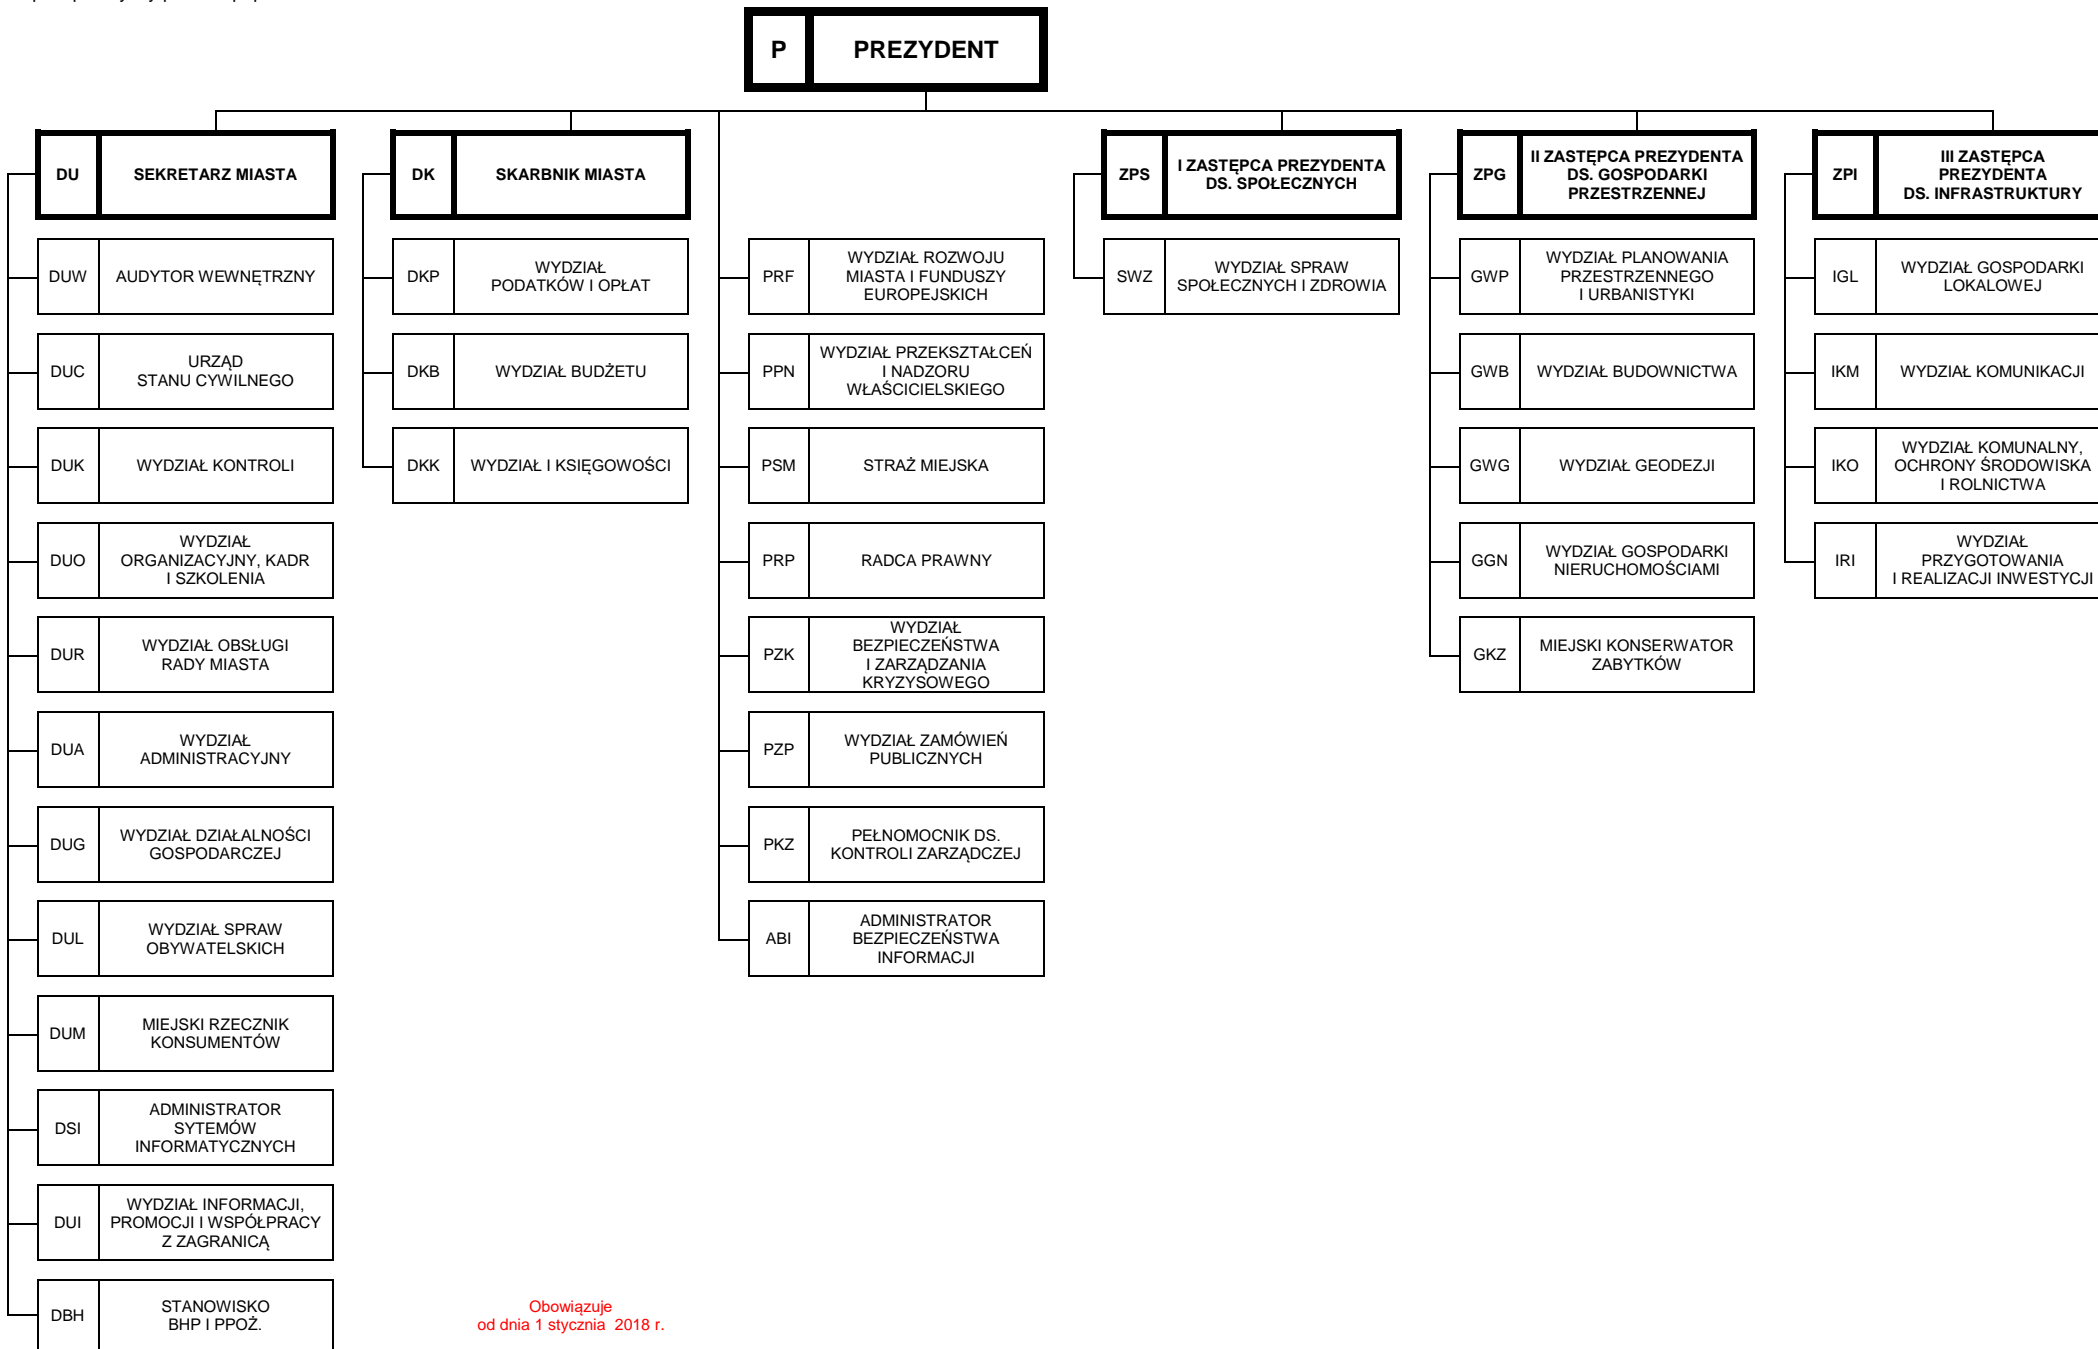 P
PREZYDENT
DU
SEKRETARZ MIASTA
DUW
AUDYTOR WEWNĘTRZNY
DUC
URZĄD
STANU CYWILNEGO
DUK
WYDZIAŁ KONTROLI
DUO
WYDZIAŁ
ORGANIZACYJNY, KADR
I SZKOLENIA
DUR
WYDZIAŁ OBSŁUGI
RADY MIASTA
DUA
WYDZIAŁ
ADMINISTRACYJNY
DUG
WYDZIAŁ DZIAŁALNOŚCI
GOSPODARCZEJ
DUL
WYDZIAŁ SPRAW
OBYWATELSKICH
DUM
MIEJSKI RZECZNIK
KONSUMENTÓW
DSI
ADMINISTRATOR
SYTEMÓW
INFORMATYCZNYCH
DUI
WYDZIAŁ INFORMACJI,
PROMOCJI I WSPÓŁPRACY
Z ZAGRANICĄ
DBH
STANOWISKO
BHP I PPOŻ.
DK
SKARBNIK MIASTA
DKP
WYDZIAŁ
PODATKÓW I OPŁAT
DKB
WYDZIAŁ BUDŻETU
DKK
WYDZIAŁ I KSIĘGOWOŚCI
PRF
WYDZIAŁ ROZWOJU
MIASTA I FUNDUSZY
EUROPEJSKICH
PPN
WYDZIAŁ PRZEKSZTAŁCEŃ
I NADZORU
WŁAŚCICIELSKIEGO
PSM
STRAŻ MIEJSKA
PRP
RADCA PRAWNY
PZK
WYDZIAŁ
BEZPIECZEŃSTWA
I ZARZĄDZANIA
KRYZYSOWEGO
PZP
WYDZIAŁ ZAMÓWIEŃ
PUBLICZNYCH
PKZ
PEŁNOMOCNIK DS.
KONTROLI ZARZĄDCZEJ
ABI
ADMINISTRATOR
BEZPIECZEŃSTWA
INFORMACJI
ZPS
I ZASTĘPCA PREZYDENTA
DS. SPOŁECZNYCH
SWZ
WYDZIAŁ SPRAW
SPOŁECZNYCH I ZDROWIA
ZPG
II ZASTĘPCA PREZYDENTA
DS. GOSPODARKI
PRZESTRZENNEJ
GWP
WYDZIAŁ PLANOWANIA
PRZESTRZENNEGO
I URBANISTYKI
GWB
WYDZIAŁ BUDOWNICTWA
GWG
WYDZIAŁ GEODEZJI
GGN
WYDZIAŁ GOSPODARKI
NIERUCHOMOŚCIAMI
GKZ
MIEJSKI KONSERWATOR
ZABYTKÓW
ZPI
III ZASTĘPCA
PREZYDENTA
DS. INFRASTRUKTURY
IGL
WYDZIAŁ GOSPODARKI
LOKALOWEJ
IKM
WYDZIAŁ KOMUNIKACJI
IKO
WYDZIAŁ KOMUNALNY,
OCHRONY ŚRODOWISKA
I ROLNICTWA
IRI
WYDZIAŁ
PRZYGOTOWANIA
I REALIZACJI INWESTYCJI
Obowiązuje
od dnia 1 stycznia 2018 r.